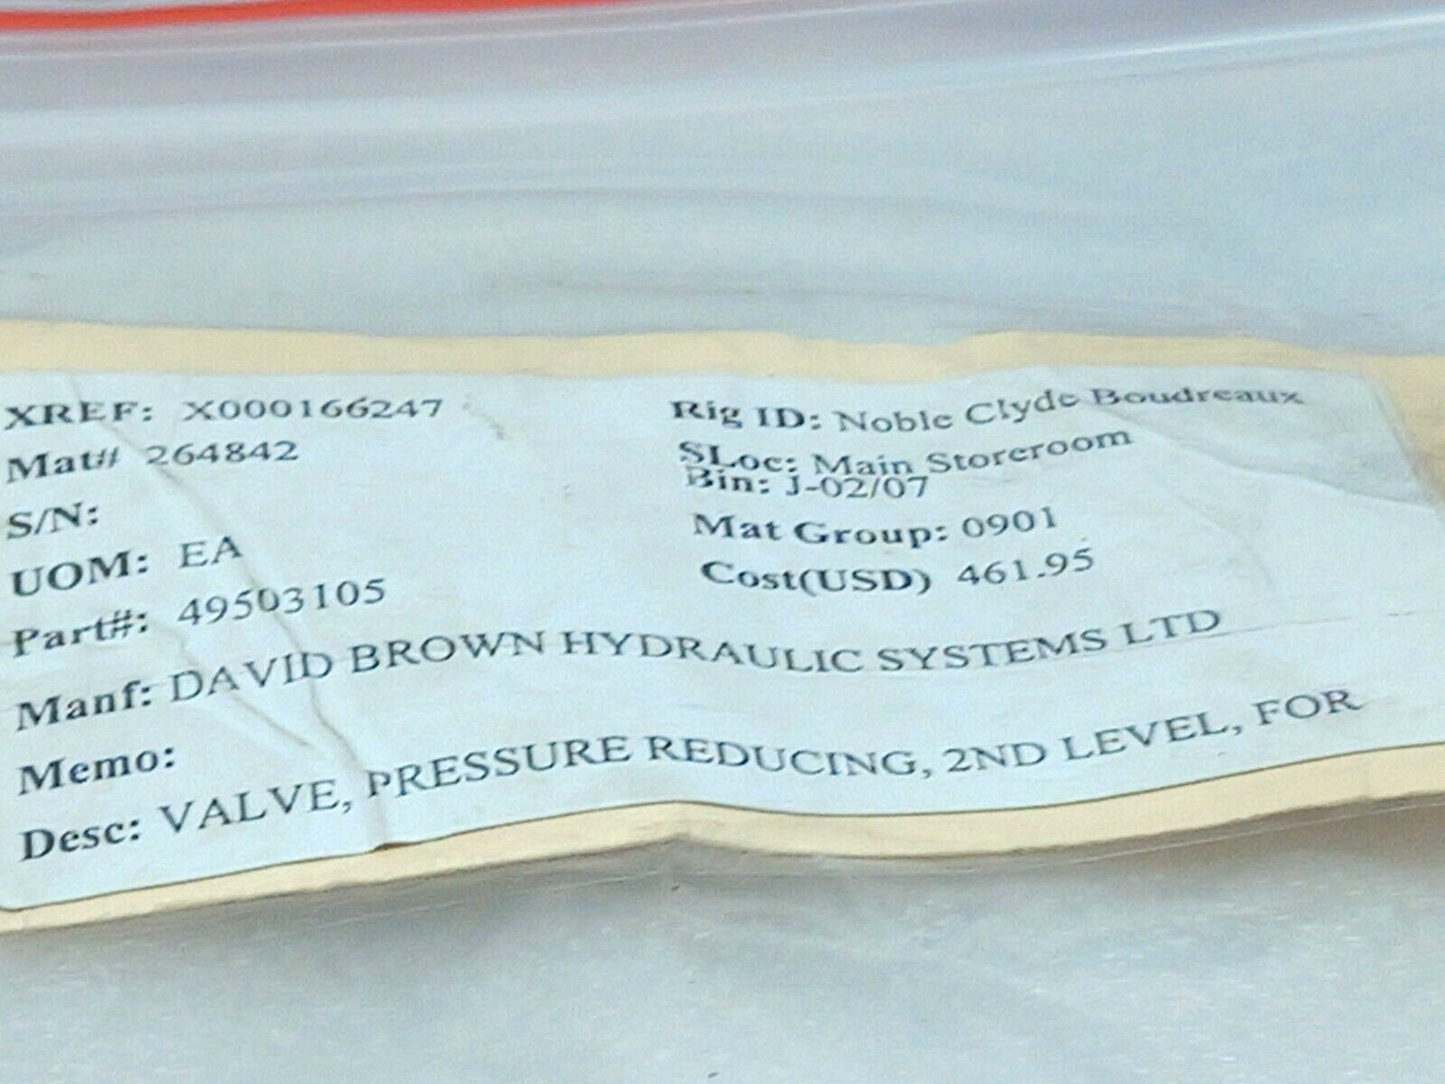 XREF: X000166247
Mat# 264842
S/N:
UOM: EA
Part#: 49503105
Rig ID: Noble Clyde Boudreaux
SLoc: Main Storeroom
Bin: J-02/07
Mat Group: 0901
Cost(USD) 461.95
Manf: DAVID BROWN HYDRAULIC SYSTEMS LTD
Memo:
Desc: VALVE, PRESSURE REDUCING, 2ND LEVEL, FOR